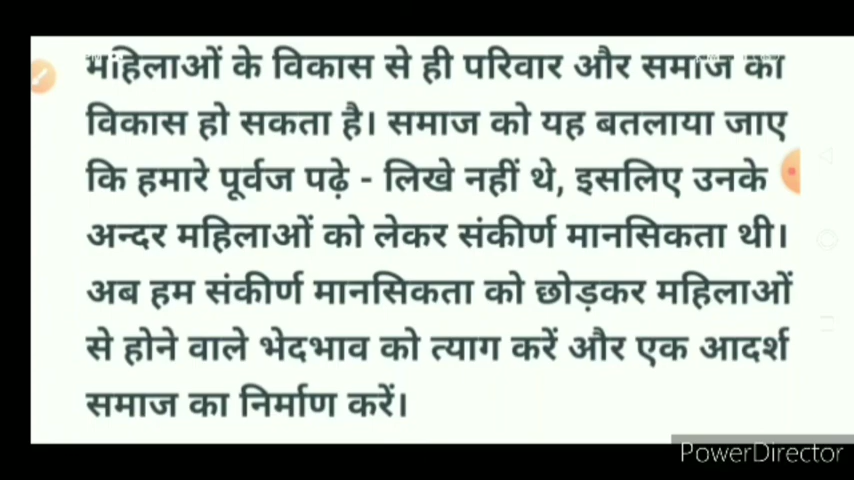 महिलाओं के विकास से ही परिवार और समाज का
विकास हो सकता है। समाज को यह बतलाया जाए
कि हमारे पूर्वज पढ़े - लिखे नहीं थे, इसलिए उनके
अन्दर महिलाओं को लेकर संकीर्ण मानसिकता थी।
अब हम संकीर्ण मानसिकता को छोड़कर महिलाओं
से होने वाले भेदभाव को त्याग करें और एक आदर्श
समाज का निर्माण करें।
PowerDirector